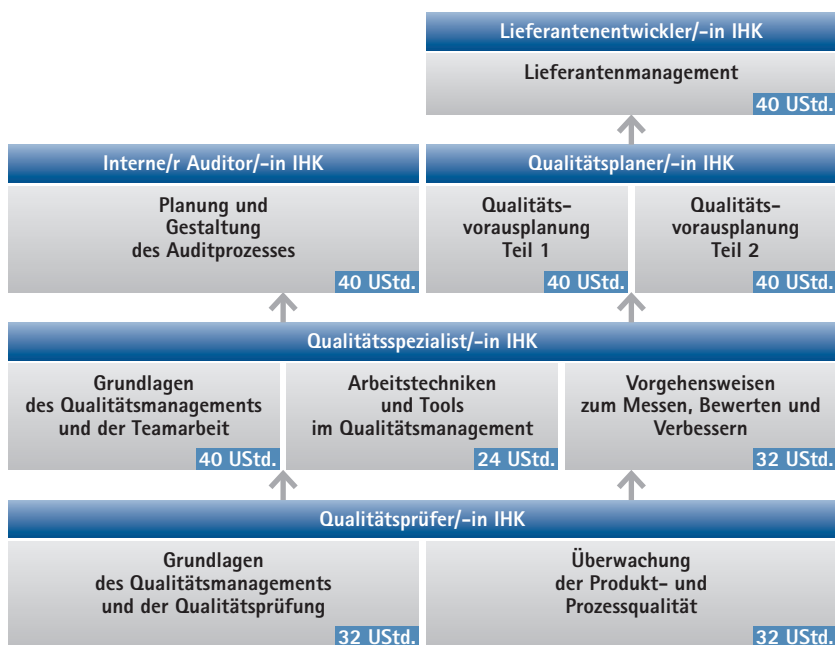 Lieferantenentwickler/-in IHK
Lieferantenmanagement
40 UStd.
Interne/r Auditor/-in IHK
Planung und
Gestaltung
des Auditprozesses
40 UStd.
Qualitätsplaner/-in IHK
Qualitäts-
vorausplanung
Teil 1
40 UStd.
Qualitäts-
vorausplanung
Teil 2
40 UStd.
Qualitätsspezialist/-in IHK
Grundlagen
des Qualitätsmanagements
und der Teamarbeit
40 UStd.
Arbeitstechniken
und Tools
im Qualitätsmanagement
24 UStd.
Vorgehensweisen
zum Messen, Bewerten und
Verbessern
32 UStd.
Qualitätsprüfer/-in IHK
Grundlagen
des Qualitätsmanagements
und der Qualitätsprüfung
32 UStd.
Überwachung
der Produkt- und
Prozessqualität
32 UStd.